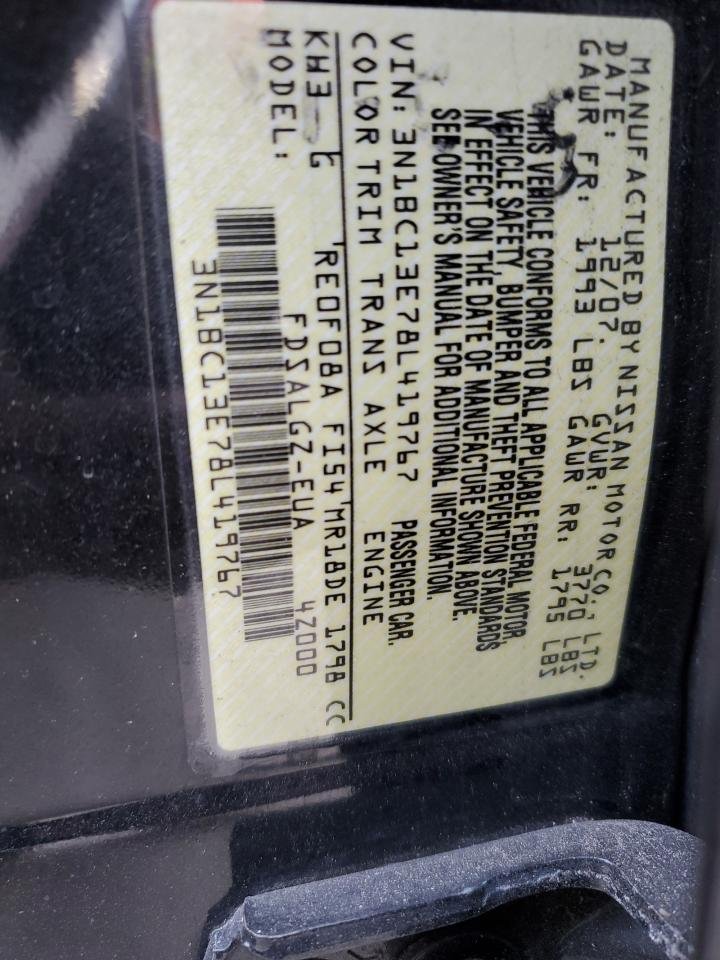 MANUFACTURED BY NISSAN MOTOR CO., LTD.
DATE: 12/07. GVWR: 3770 LBS
GAWR FR: 1993 LBS GAWR RR: 1795 LBS
THIS VEHICLE CONFORMS TO ALL APPLICABLE FEDERAL MOTOR
VEHICLE SAFETY, BUMPER AND THEFT PREVENTION STANDARDS
IN EFFECT ON THE DATE OF MANUFACTURE SHOWN ABOVE.
SEE OWNER'S MANUAL FOR ADDITIONAL INFORMATION.
VIN: 3N1BC13E78L419767 PASSENGER CAR.
COLOR TRIM TRANS AXLE ENGINE
KH3 G RE0F08A FI54 MR18DE 1798 CC
MODEL: FDSALGZ-EUA 4Z000
3N1BC13E78L419767